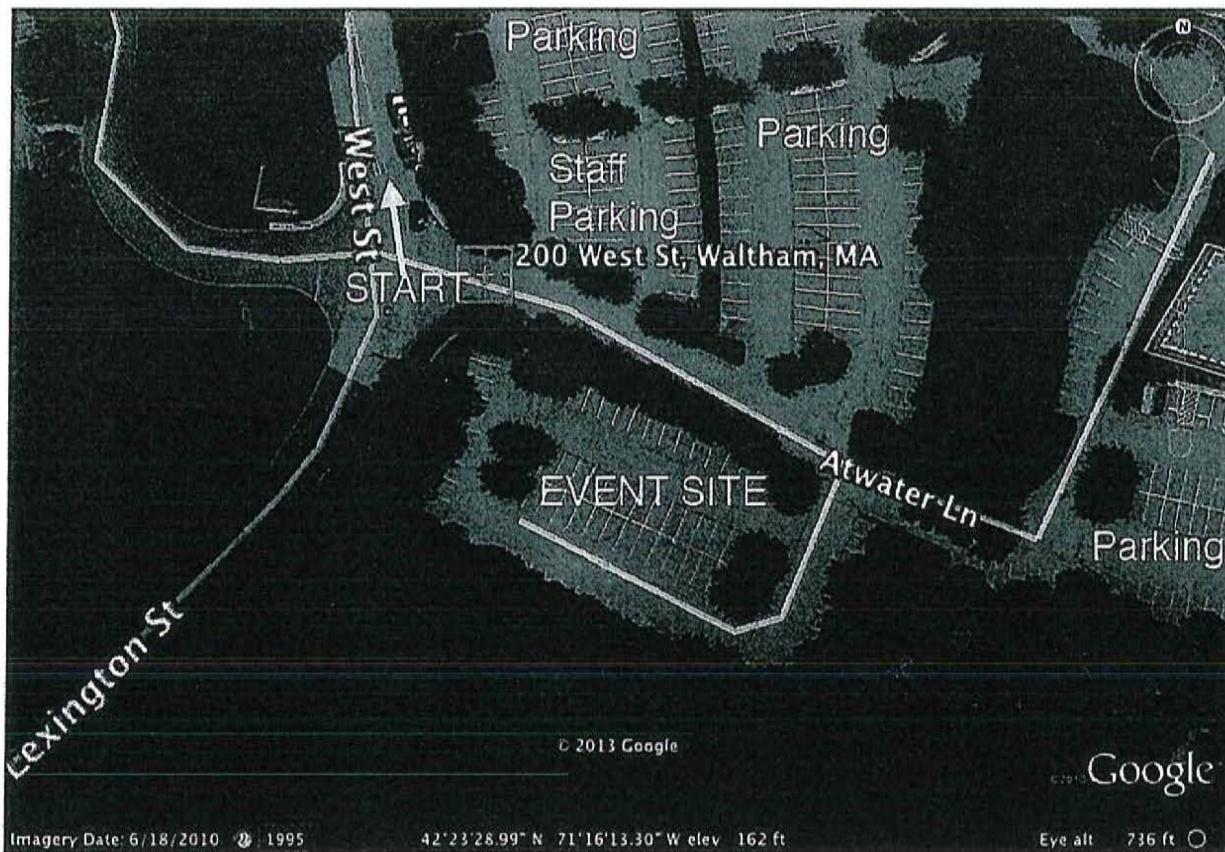 Parking
N
Parking
Staff
Parking
West St
200 West St, Waltham, MA
START
EVENT SITE
Atwater Ln
Parking
Lexington St
© 2013 Google
Google
Imagery Date: 6/18/2010 1995 42°23'28.99" N 71°16'13.30" W elev 162 ft Eye alt 736 ft